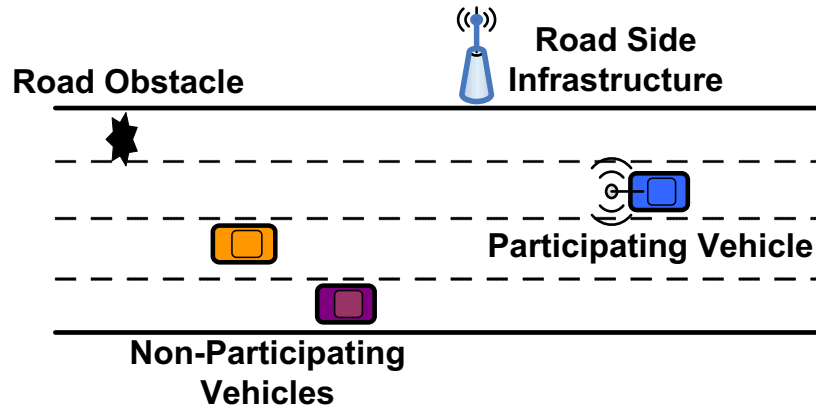 Road Side
Infrastructure
Road Obstacle
Participating Vehicle
Non-Participating
Vehicles